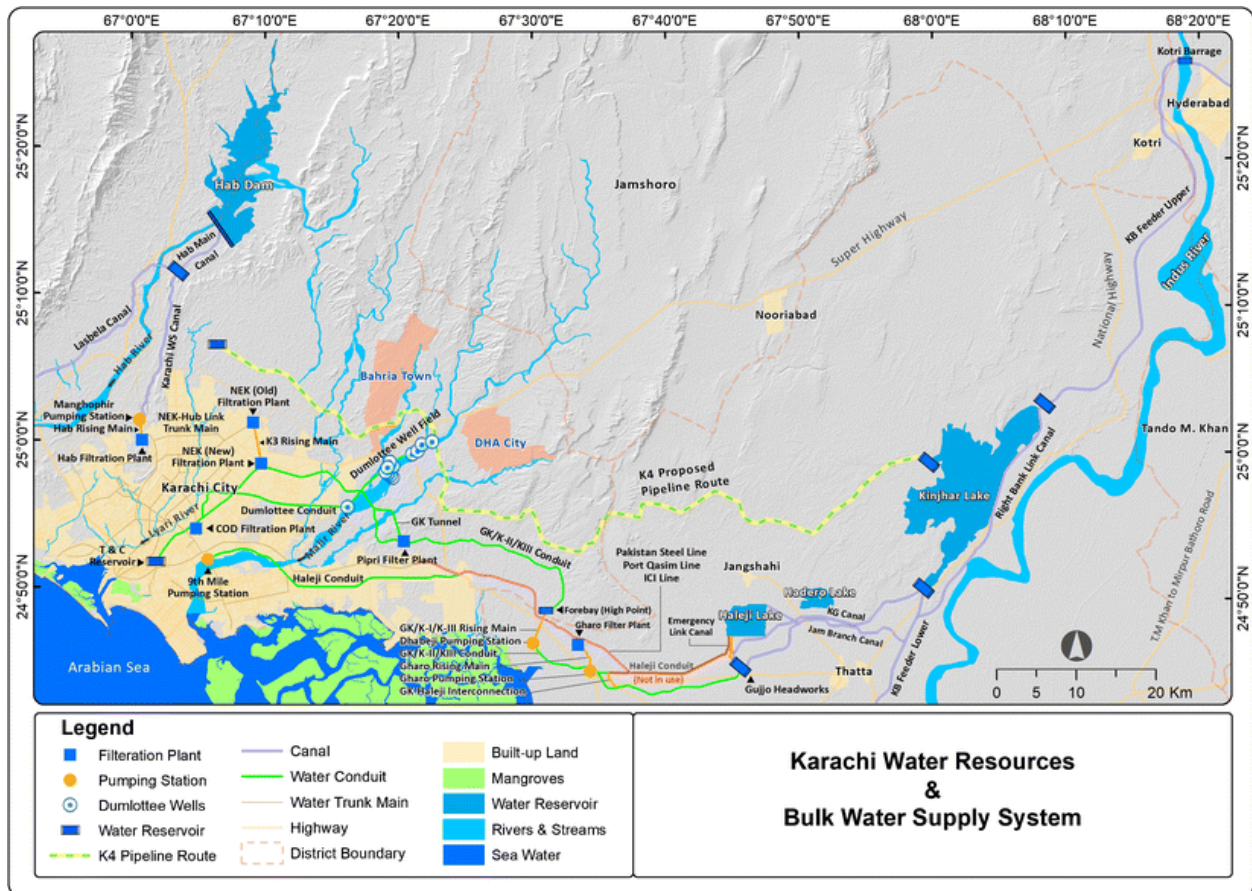 67°0'0"E
67°10'0"E
67°20'0"E
67°30'0"E
67°40'0"E
67°50'0"E
68°0'0"E
68°10'0"E
68°20'0"E
25°20'0"N
25°10'0"N
25°0'0"N
24°50'0"N
25°20'0"N
25°10'0"N
25°0'0"N
24°50'0"N
Kotri Barrage
Hyderabad
Kotri
Hab Dam
Jamshoro
Super Highway
KB Feeder Upper
Indus River
National Highway
Hab Main
Canal
Lasbela Canal
Hab River
Karachi WS Canal
Nooriabad
Bahria Town
NEK (Old)
Filtration Plant
Manghophir
Pumping Station
Hab Rising Main
NEK-Hub Link
Trunk Main
K3 Rising Main
Hab Filtration Plant
NEK (New)
Filtration Plant
Dumlottee Well Field
DHA City
Tando M. Khan
K4 Proposed
Pipeline Route
Kinjhar Lake
Right Bank Link Canal
Karachi City
Dumlottee Conduit
Lyari River
COD Filtration Plant
Malir River
GK Tunnel
GK/K-II/KIII Conduit
T & C
Reservoir
Pipri Filter Plant
9th Mile
Pumping Station
Haleji Conduit
Pakistan Steel Line
Port Qasim Line
ICI Line
Jangshahi
Hadero Lake
KG Canal
Haleji Lake
Jam Branch Canal
Forebay (High Point)
Gharo Filter Plant
Emergency
Link Canal
GK/K-I/K-III Rising Main
Dhabeji Pumping Station
GK/K-II/KIII Conduit
Gharo Rising Main
Gharo Pumping Station
GK-Haleji Interconnection
Haleji Conduit
(Not in use)
Gujjo Headworks
Thatta
KB Feeder Lower
T.M Khan to Mirpur Bathoro Road
Arabian Sea
0 5 10 20 Km
Legend
Filteration Plant
Pumping Station
Dumlottee Wells
Water Reservoir
K4 Pipeline Route
Canal
Water Conduit
Water Trunk Main
Highway
District Boundary
Built-up Land
Mangroves
Water Reservoir
Rivers & Streams
Sea Water
Karachi Water Resources
&
Bulk Water Supply System